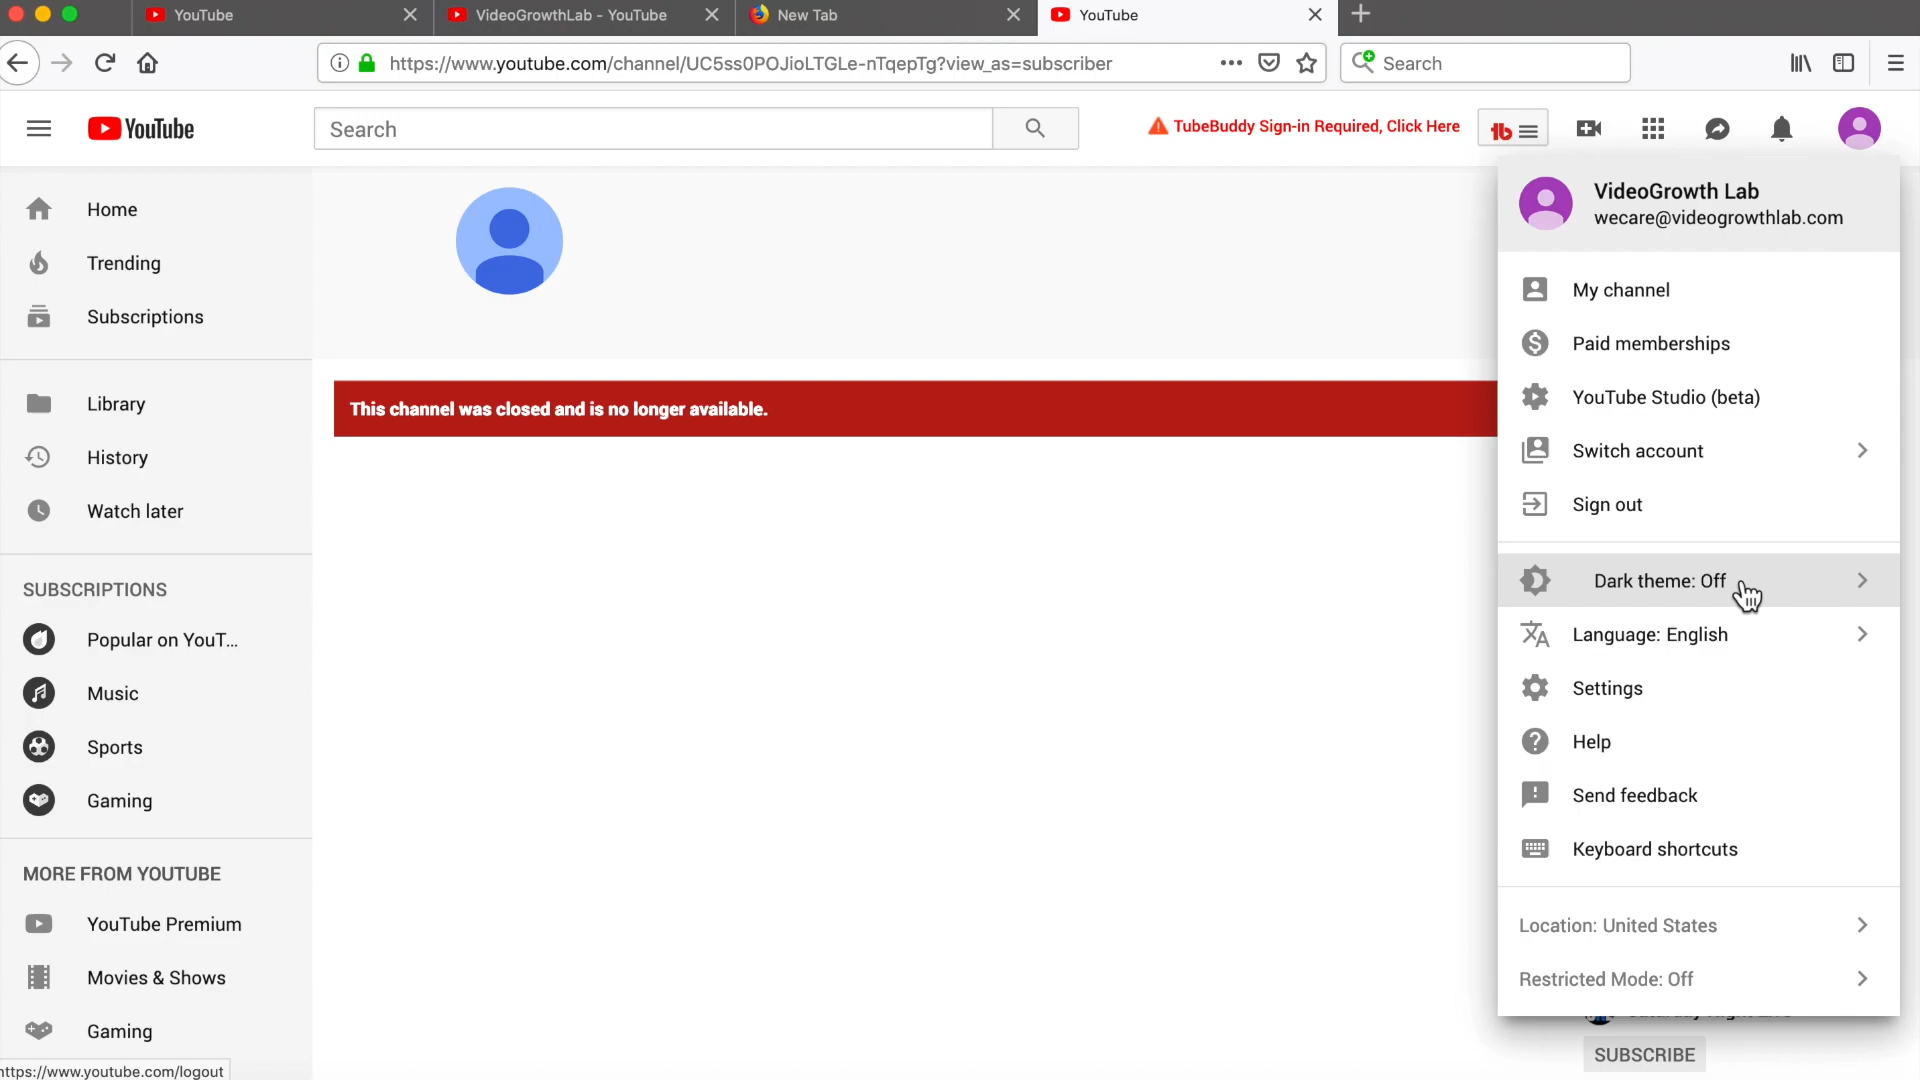 YouTube
VideoGrowthLab - YouTube
New Tab
YouTube
https://www.youtube.com/channel/UC5ss0POJioLTGLe-nTqepTg?view_as=subscriber
Search
YouTube
Search
TubeBuddy Sign-in Required, Click Here
tb
VideoGrowth Lab
wecare@videogrowthlab.com
Home
Trending
Subscriptions
Library
History
Watch later
SUBSCRIPTIONS
Popular on YouT...
Music
Sports
Gaming
MORE FROM YOUTUBE
YouTube Premium
Movies & Shows
Gaming
This channel was closed and is no longer available.
My channel
Paid memberships
YouTube Studio (beta)
Switch account
Sign out
Dark theme: Off
Language: English
Settings
Help
Send feedback
Keyboard shortcuts
Location: United States
Restricted Mode: Off
SUBSCRIBE
ttps://www.youtube.com/logout